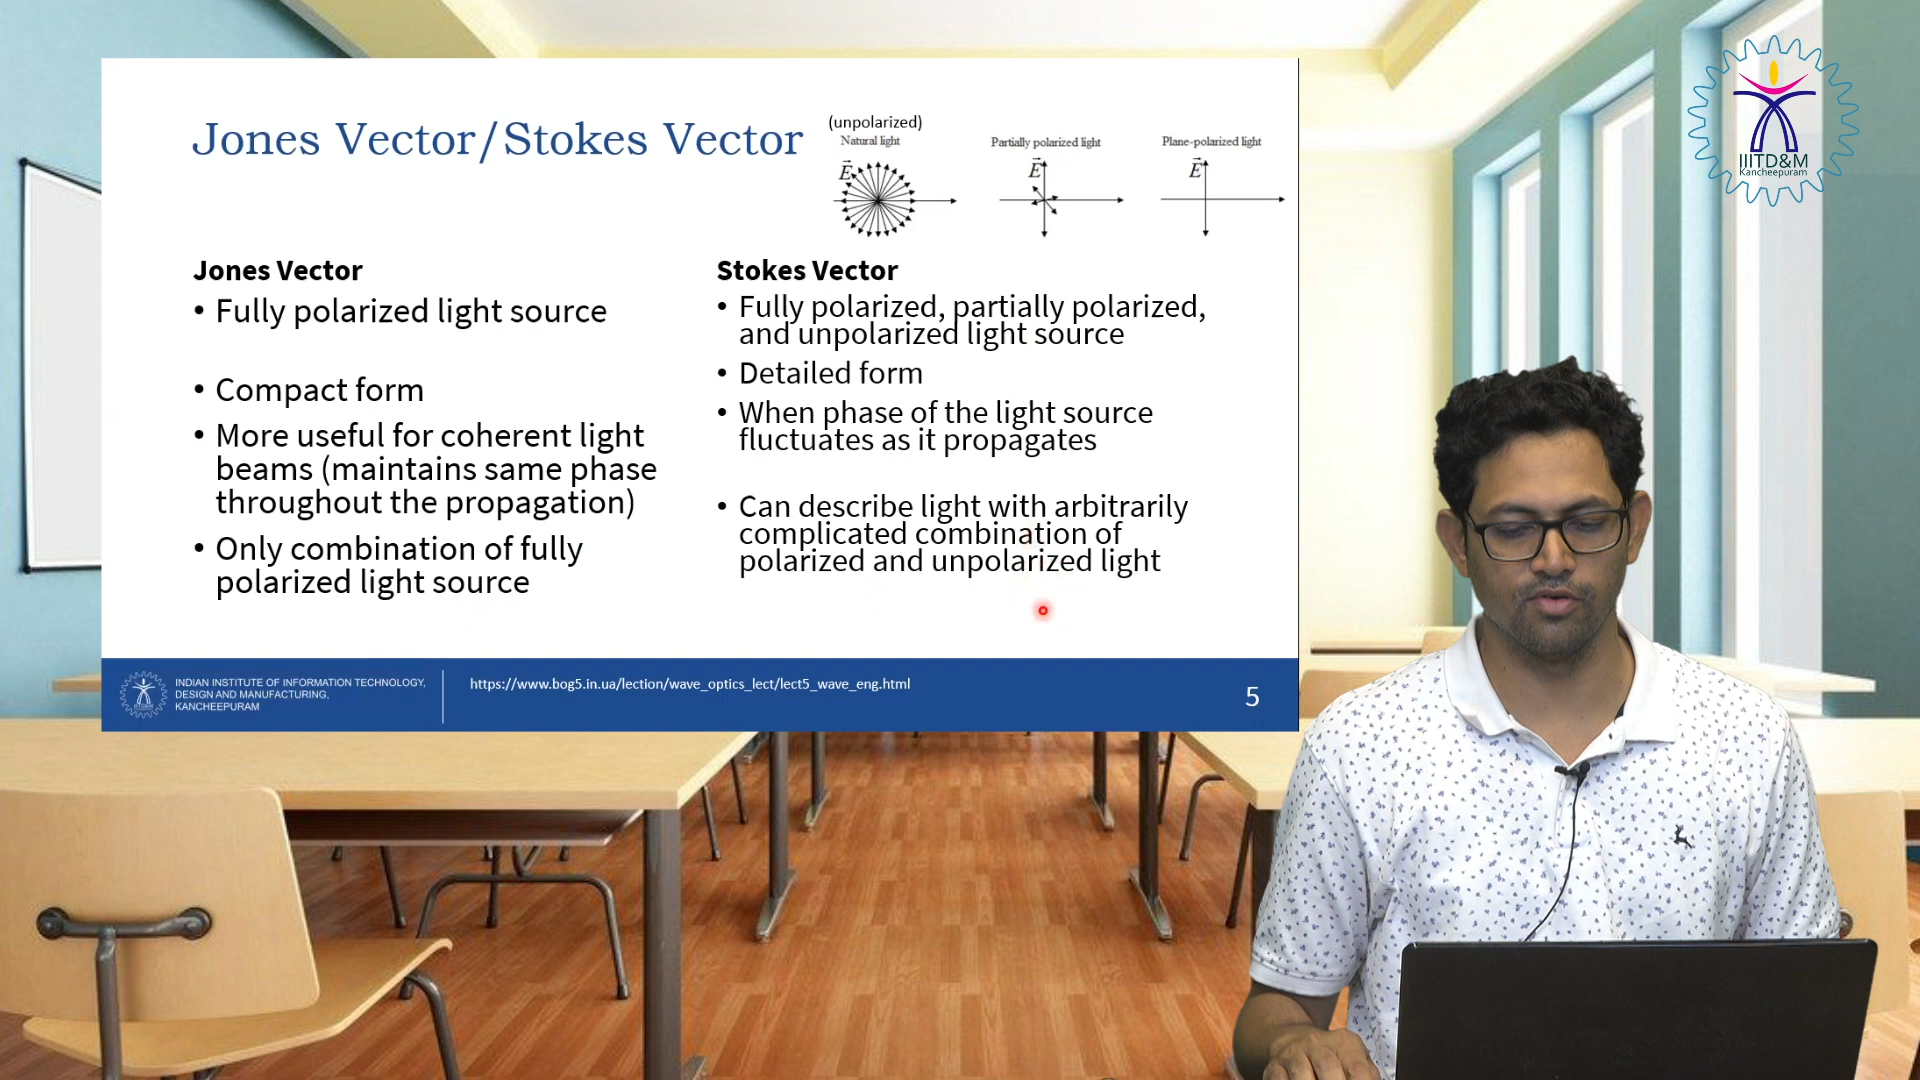 Jones Vector/Stokes Vector
(unpolarized)
Natural light
Partially polarized light
Plane-polarized light
E
E
E
Jones Vector
• Fully polarized light source
• Compact form
• More useful for coherent light
beams (maintains same phase
throughout the propagation)
• Only combination of fully
polarized light source
Stokes Vector
• Fully polarized, partially polarized,
and unpolarized light source
• Detailed form
• When phase of the light source
fluctuates as it propagates
• Can describe light with arbitrarily
complicated combination of
polarized and unpolarized light
INDIAN INSTITUTE OF INFORMATION TECHNOLOGY,
DESIGN AND MANUFACTURING,
KANCHEEPURAM
https://www.bog5.in.ua/lection/wave_optics_lect/lect5_wave_eng.html
5
IIITD&M
Kancheepuram